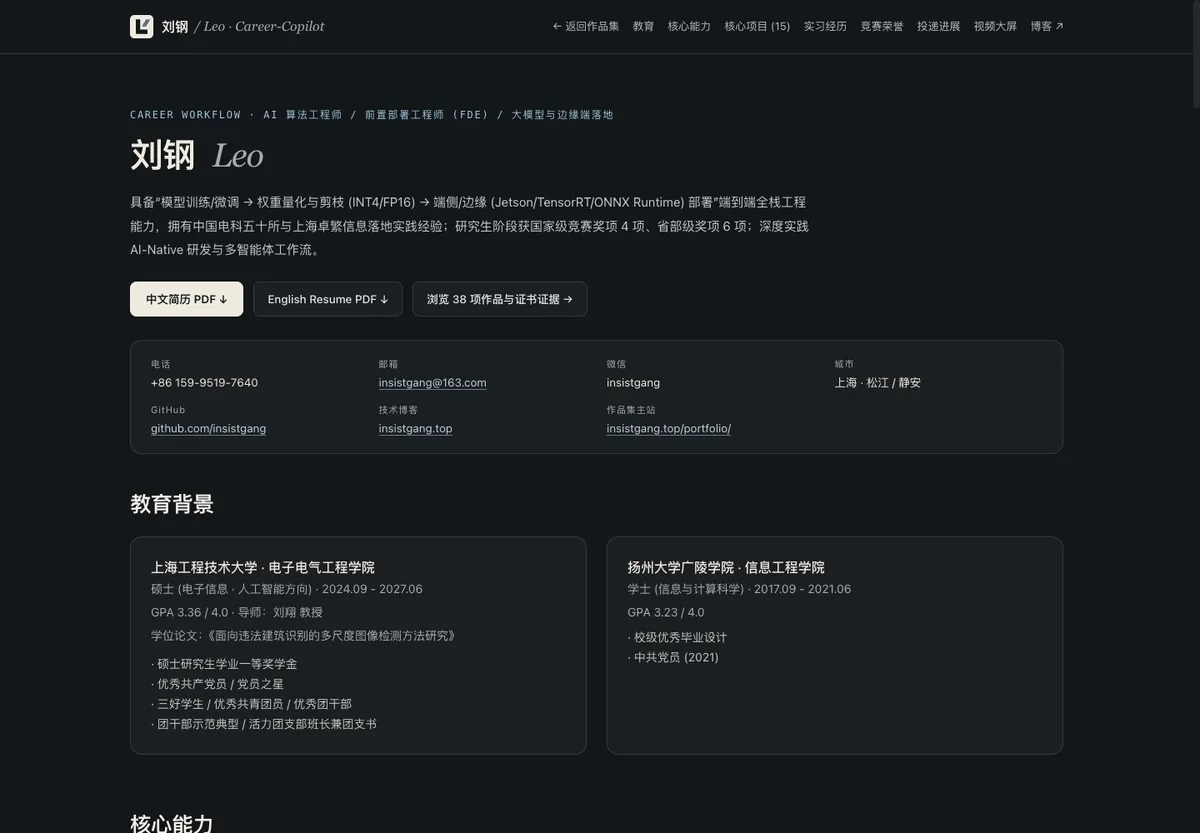 刘钢 / Leo · Career-Copilot
← 返回作品集 教育 核心能力 核心项目 (15) 实习经历 竞赛荣誉 投递进展 视频大屏 博客 ↗
CAREER WORKFLOW · AI 算法工程师 / 前置部署工程师 (FDE) / 大模型与边缘端落地
刘钢 Leo
具备“模型训练/微调 → 权重量化与剪枝 (INT4/FP16) → 端侧/边缘 (Jetson/TensorRT/ONNX Runtime) 部署”端到端全栈工程
能力，拥有中国电科五十所与上海卓繁信息落地实践经验；研究生阶段获国家级竞赛奖项 4 项、省部级奖项 6 项；深度实践
AI-Native 研发与多智能体工作流。
中文简历 PDF ↓ English Resume PDF ↓ 浏览 38 项作品与证书证据 →
电话 邮箱 微信 城市
+86 159-9519-7640 insistgang@163.com insistgang 上海 · 松江 / 静安
GitHub 技术博客 作品集主站
github.com/insistgang insistgang.top insistgang.top/portfolio/
教育背景
上海工程技术大学 · 电子电气工程学院
硕士 (电子信息 · 人工智能方向) · 2024.09 - 2027.06
GPA 3.36 / 4.0 · 导师：刘翔 教授
学位论文：《面向违法建筑识别的多尺度图像检测方法研究》
· 硕士研究生学业一等奖学金
· 优秀共产党员 / 党员之星
· 三好学生 / 优秀共青团员 / 优秀团干部
· 团干部示范典型 / 活力团支部班长兼团支书
扬州大学广陵学院 · 信息工程学院
学士 (信息与计算科学) · 2017.09 - 2021.06
GPA 3.23 / 4.0
· 校级优秀毕业设计
· 中共党员 (2021)
核心能力